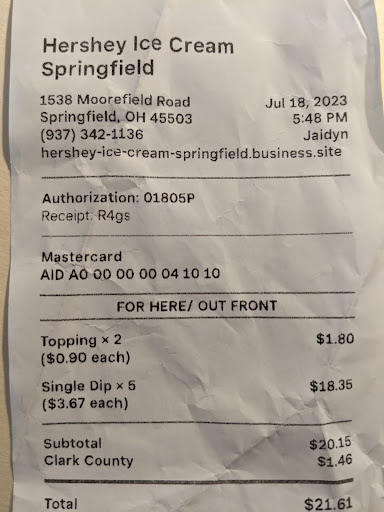 Hershey Ice Cream
Springfield
1538 Moorefield Road Jul 18, 2023
Springfield, OH 45503 5:48 PM
(937) 342-1136 Jaidyn
hershey-ice-cream-springfield.business.site
Authorization: 01805P
Receipt: R4gs
Mastercard
AID A0 00 00 00 04 10 10
FOR HERE/ OUT FRONT
Topping × 2 $1.80
($0.90 each)
Single Dip × 5 $18.35
($3.67 each)
Subtotal $20.15
Clark County $1.46
Total $21.61